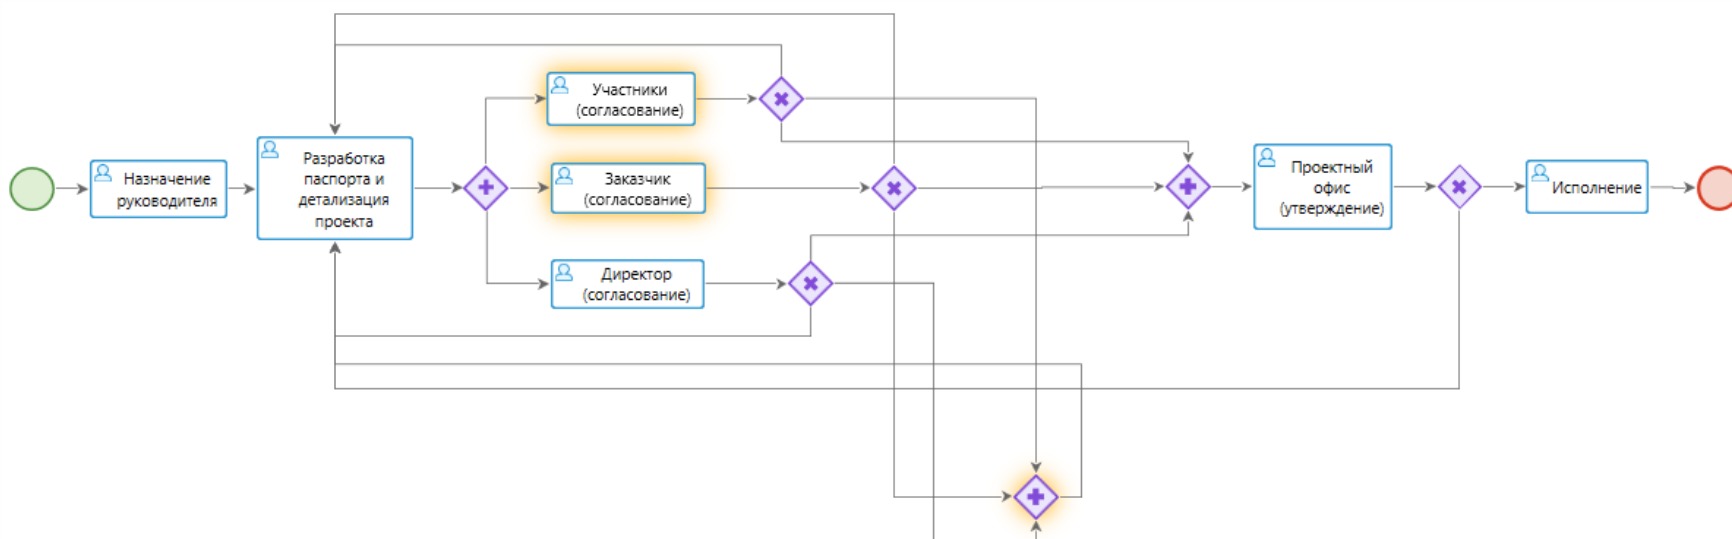 Назначение
руководителя
Разработка
паспорта и
детализация
проекта
Участники
(согласование)
Заказчик
(согласование)
Директор
(согласование)
Проектный
офис
(утверждение)
Исполнение